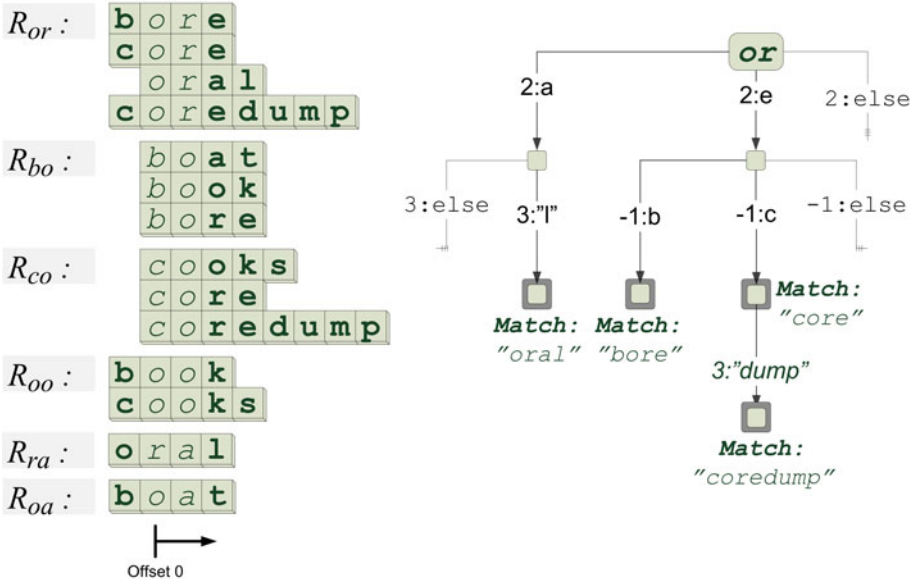 R_or :
bore
core
oral
coredump
R_bo :
boat
book
bore
R_co :
cooks
core
coredump
R_oo :
book
cooks
R_ra :
oral
R_oa :
boat
Offset 0
or
2:a
2:e
2:else
3:else
3:"l"
-1:b
-1:c
-1:else
Match:
"oral"
Match:
"bore"
Match:
"core"
3:"dump"
Match:
"coredump"